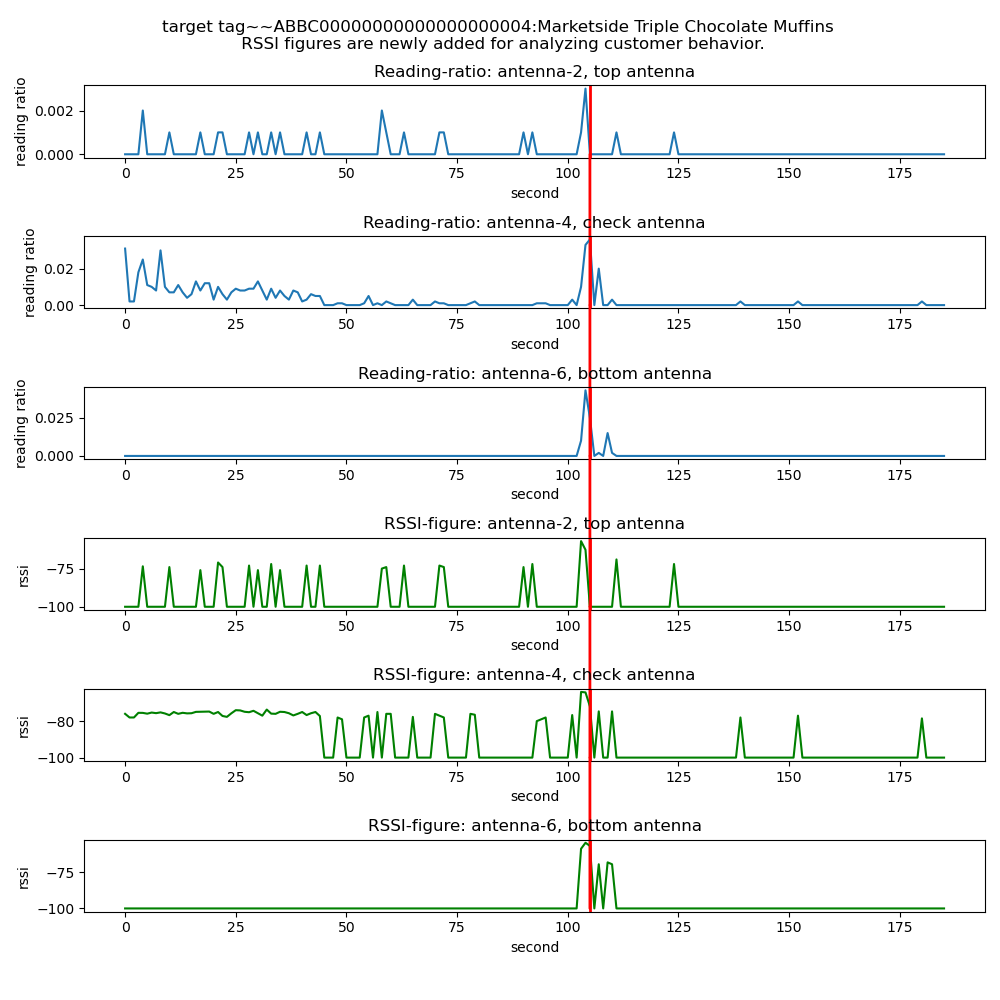 target tag~~ABBC00000000000000000004:Marketside Triple Chocolate Muffins
RSSI figures are newly added for analyzing customer behavior.
Reading-ratio: antenna-2, top antenna
reading ratio
0.002
0.000
0 25 50 75 100 125 150 175
second
Reading-ratio: antenna-4, check antenna
reading ratio
0.02
0.00
0 25 50 75 100 125 150 175
second
Reading-ratio: antenna-6, bottom antenna
reading ratio
0.025
0.000
0 25 50 75 100 125 150 175
second
RSSI-figure: antenna-2, top antenna
rssi
−75
−100
0 25 50 75 100 125 150 175
second
RSSI-figure: antenna-4, check antenna
rssi
−80
−100
0 25 50 75 100 125 150 175
second
RSSI-figure: antenna-6, bottom antenna
rssi
−75
−100
0 25 50 75 100 125 150 175
second